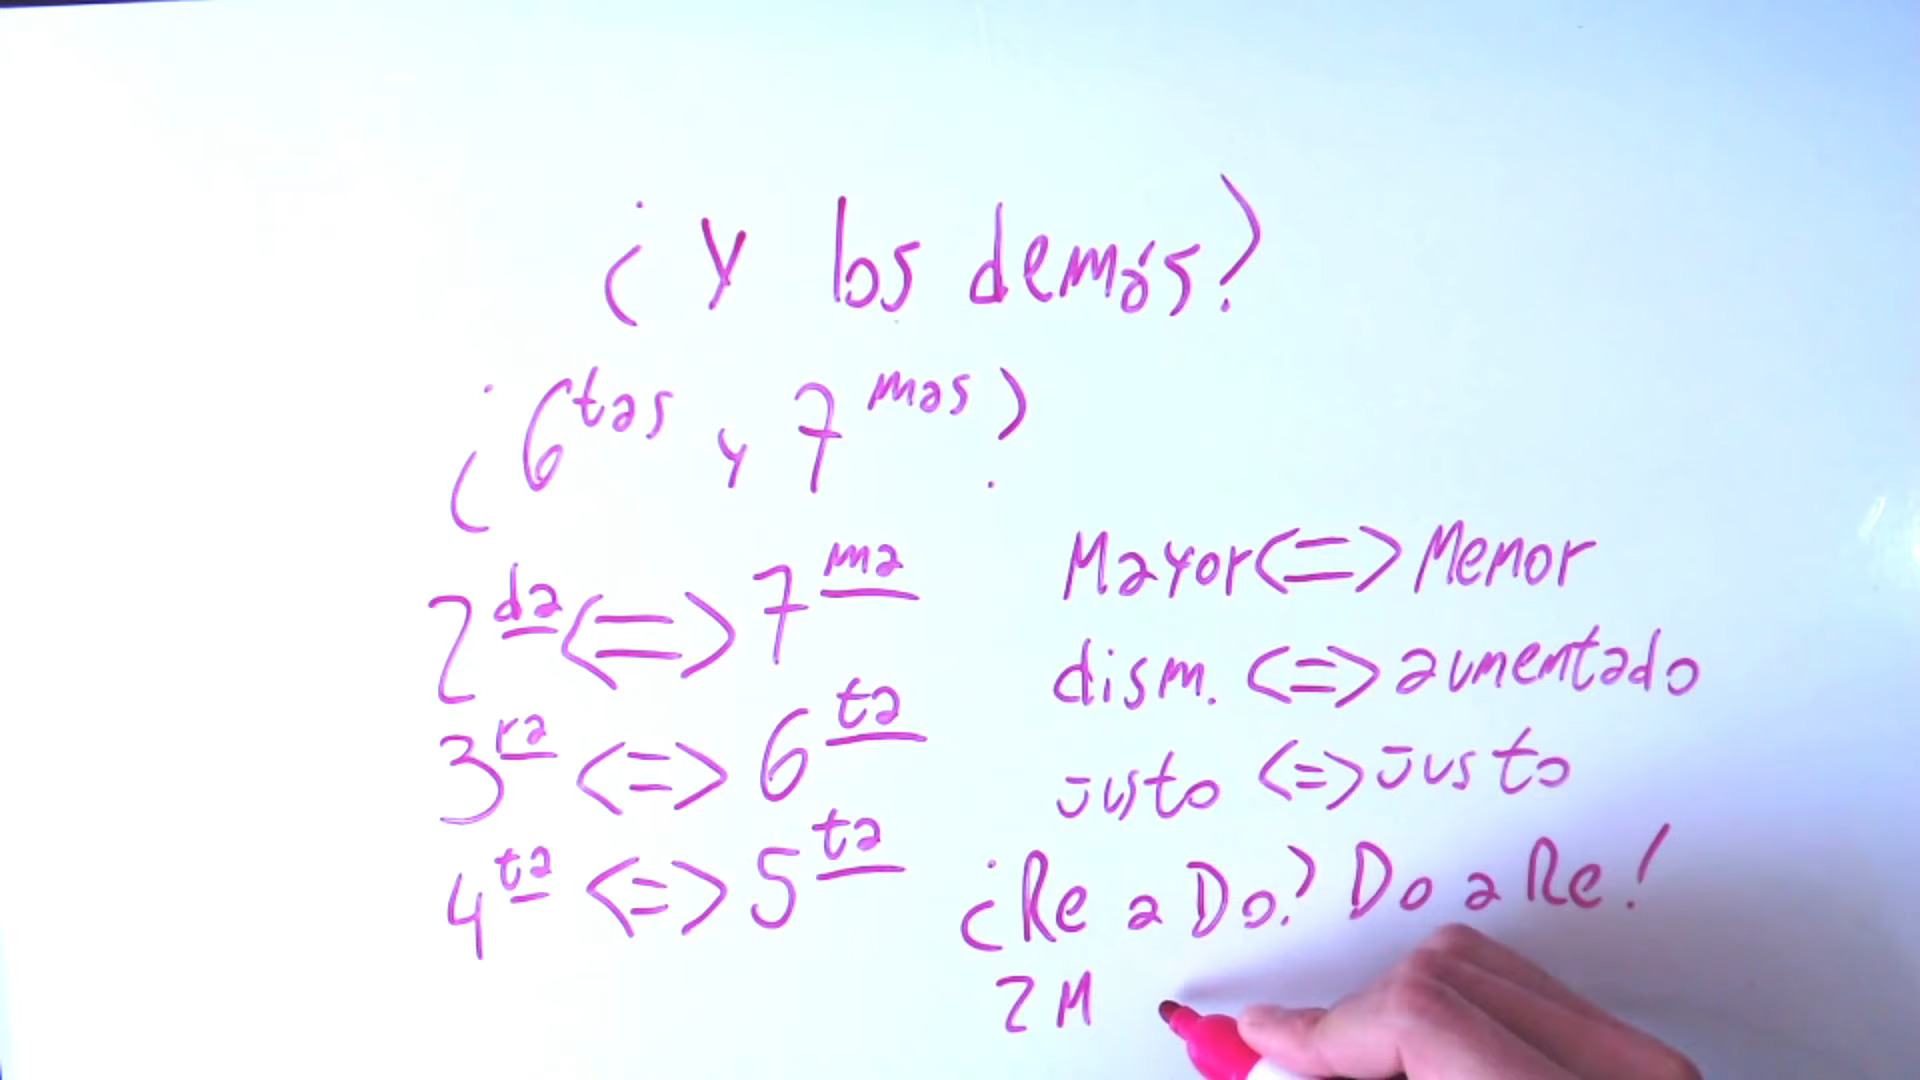 ¿Y los demás?
¿6tas y 7mas?
2da <=> 7ma
3ra <=> 6ta
4ta <=> 5ta
Mayor <=> Menor
dism. <=> aumentado
justo <=> justo
¿Re a Do? Do a Re!
2M